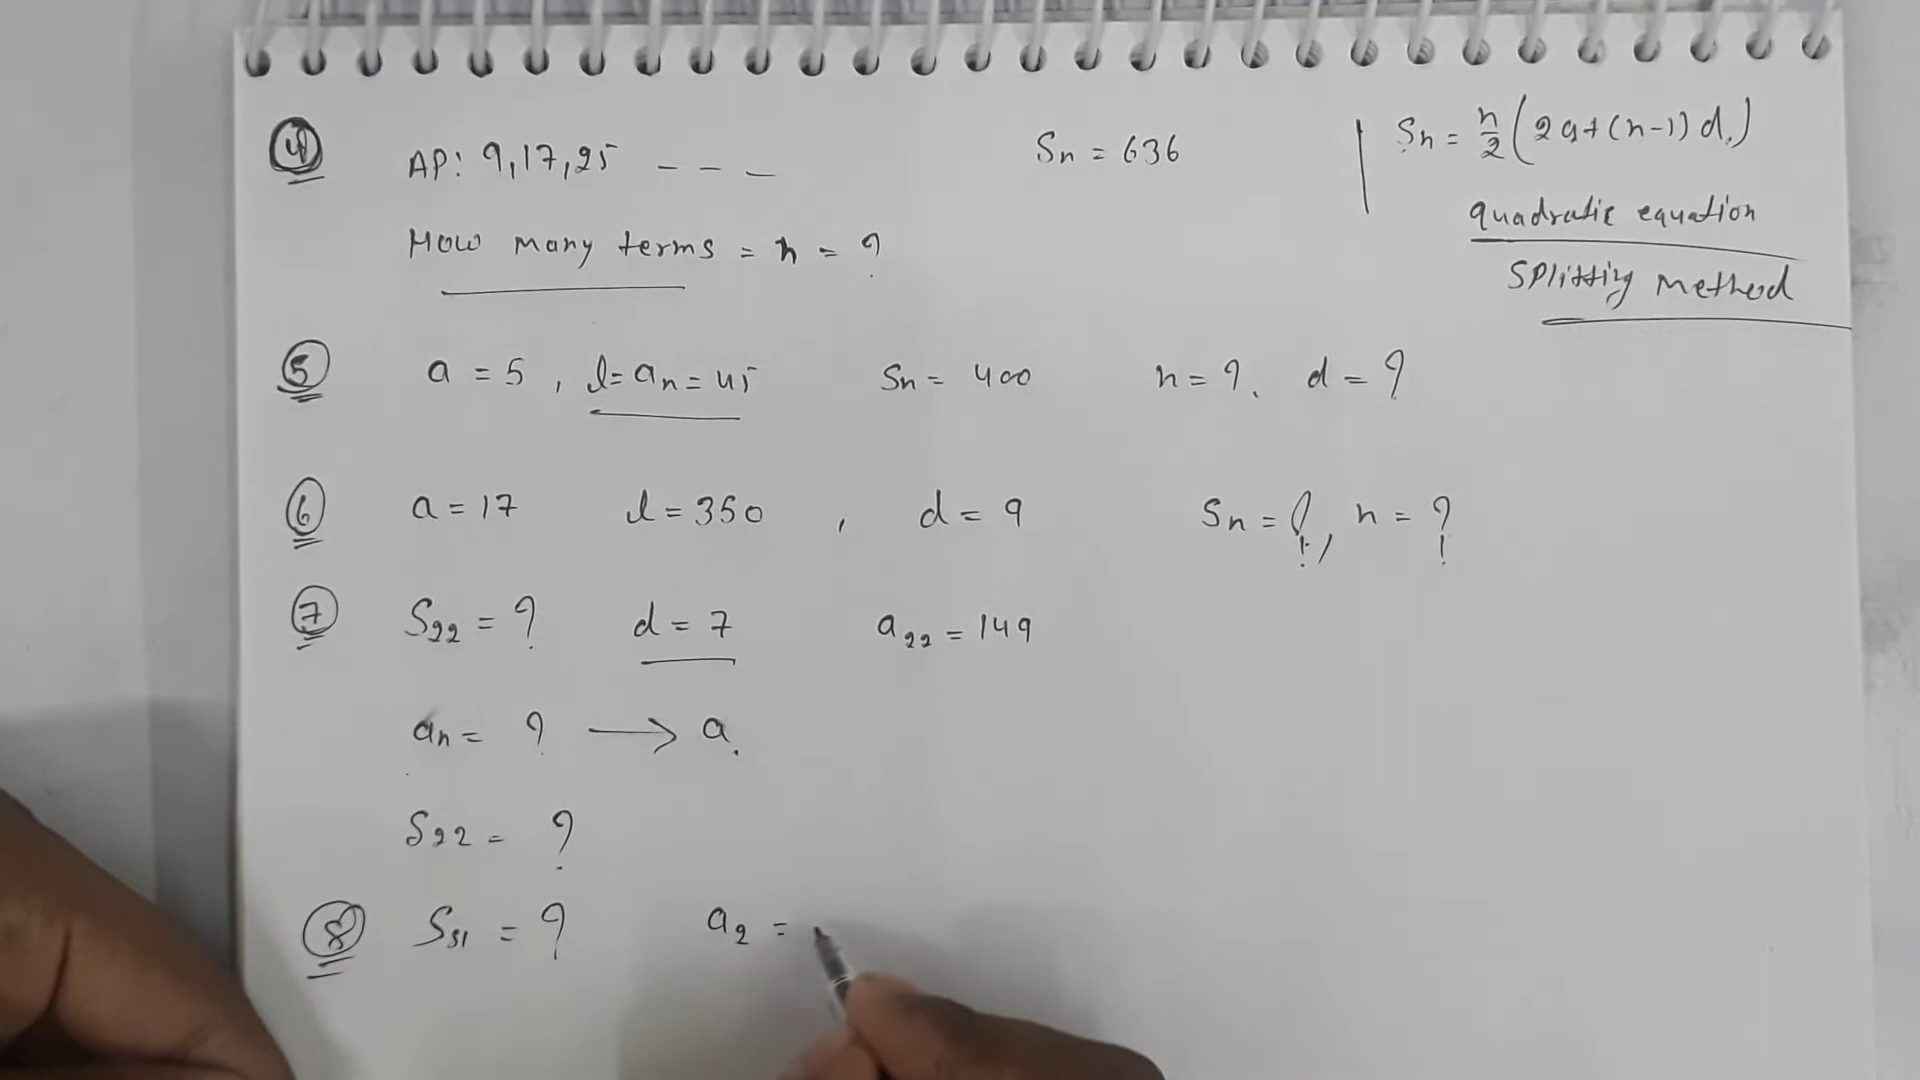 ④ AP: 9,17,25 - - - Sn = 636 Sn = n/2 (2a+(n-1)d.)
quadratic equation
How many terms = n = ?
Splitting Method
⑤ a = 5 , l = an = 45 Sn = 400 n = ?. d = ?
⑥ a = 17 l = 350 , d = 9 Sn = ?, n = ?
⑦ S22 = ? d = 7 a22 = 149
an = ? → a.
S22 = ?
⑧ S51 = ? a2 =